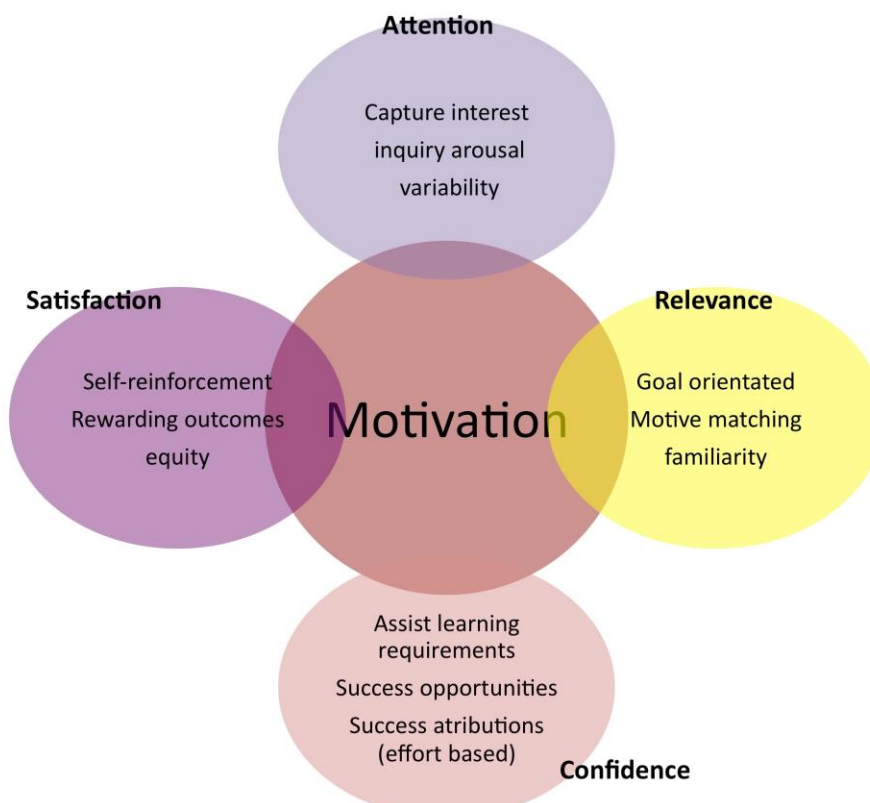 Attention
Capture interest
inquiry arousal
variability
Satisfaction
Self-reinforcement
Rewarding outcomes
equity
Motivation
Relevance
Goal orientated
Motive matching
familiarity
Assist learning
requirements
Success opportunities
Success atributions
(effort based)
Confidence